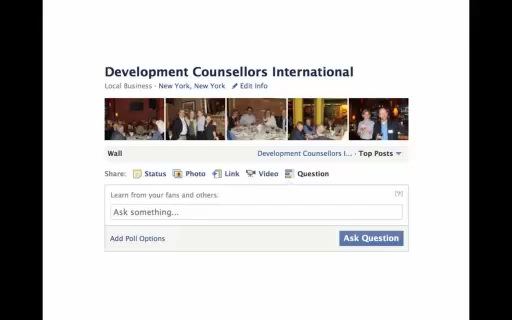 Development Counsellors International
Local Business · New York, New York Edit Info
Wall Development Counsellors I... · Top Posts
Share: Status Photo Link Video Question
Learn from your fans and others. [?]
Ask something...
Add Poll Options Ask Question